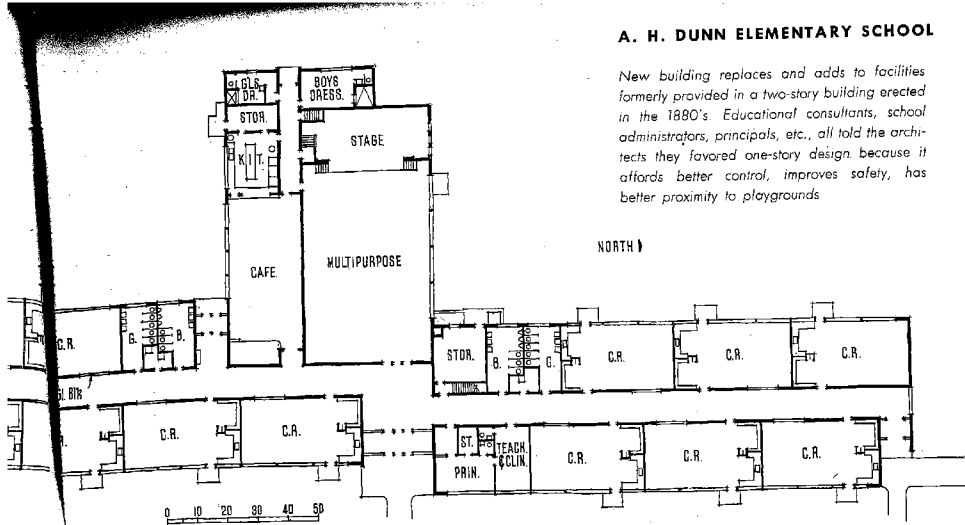 A. H. DUNN ELEMENTARY SCHOOL
New building replaces and adds to facilities
formerly provided in a two-story building erected
in the 1880's. Educational consultants, school
administrators, principals, etc., all told the archi-
tects they favored one-story design because it
affords better control, improves safety, has
better proximity to playgrounds
NORTH
GLS
DR.
BOYS
DRESS.
STOR.
STAGE
KIT.
CAFE.
MULTIPURPOSE
C.R.
G.
B.
STOR.
B.
G.
C.R.
C.R.
C.R.
C.R.
C.R.
ST.
PRIN.
TEACH.
&CLIN.
C.R.
C.R.
C.R.
0 10 20 30 40 50